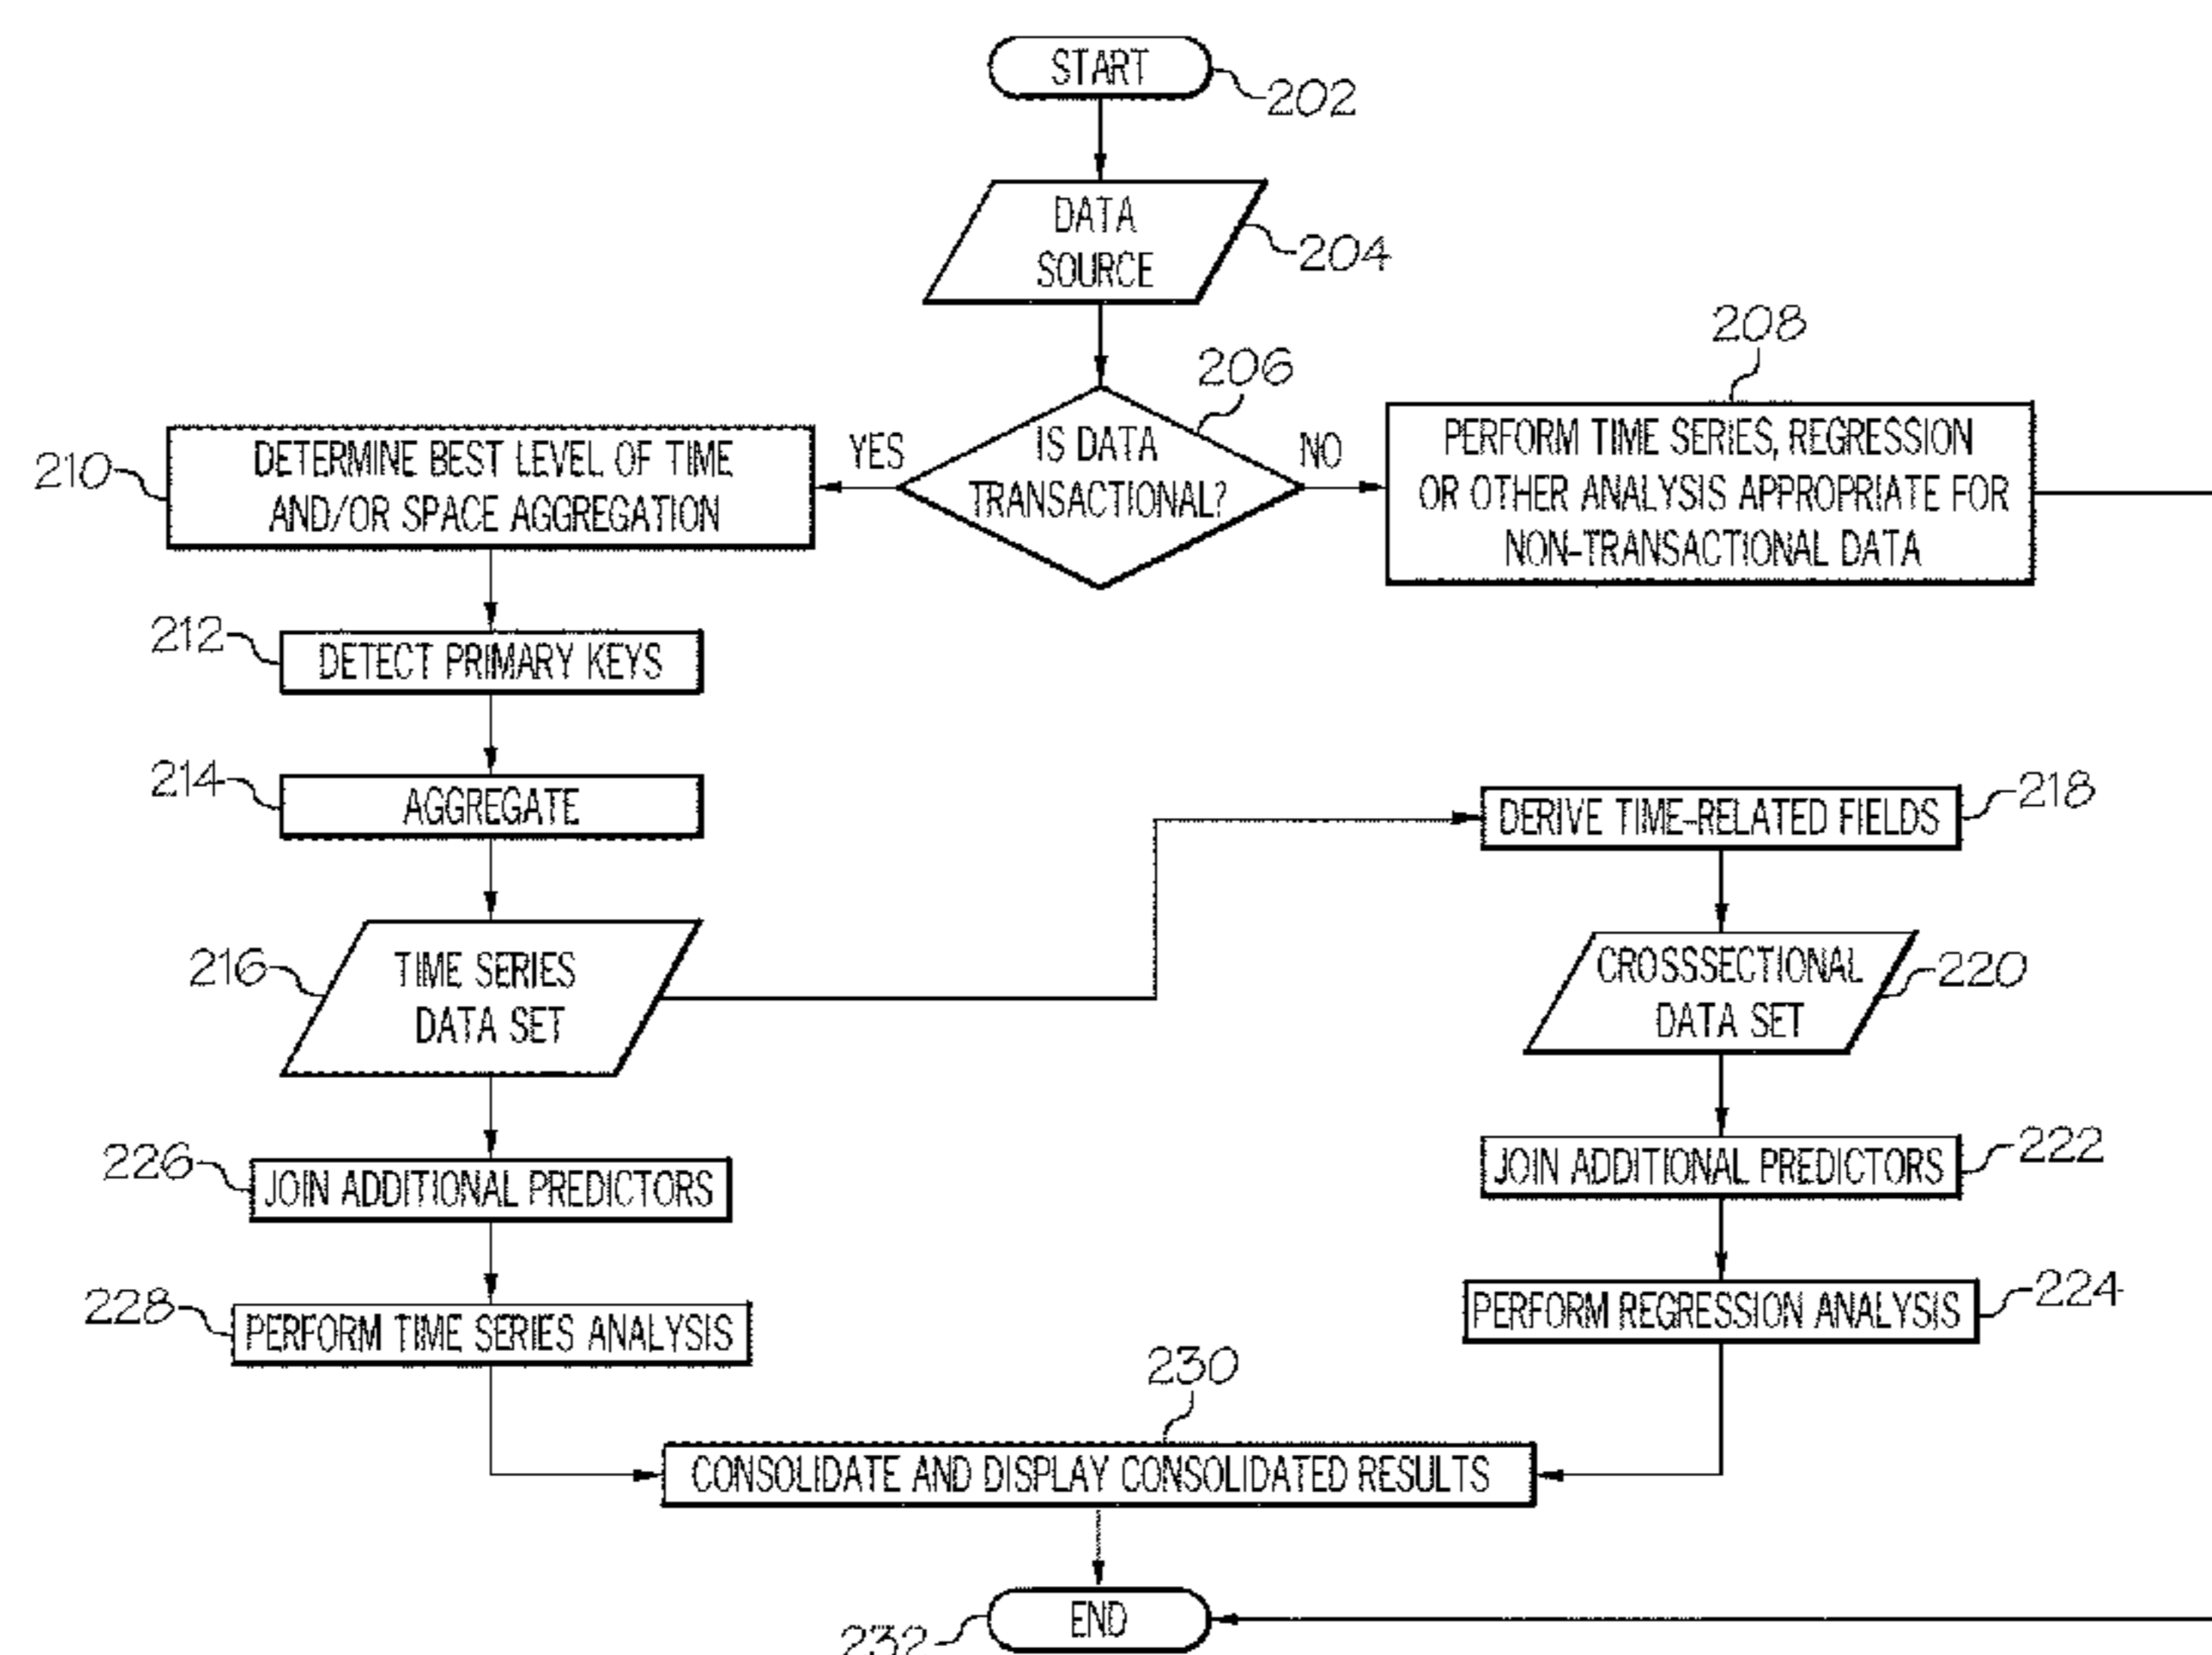 START
202
DATA
SOURCE
204
206
208
IS DATA
TRANSACTIONAL?
YES
NO
210
DETERMINE BEST LEVEL OF TIME
AND/OR SPACE AGGREGATION
PERFORM TIME SERIES, REGRESSION
OR OTHER ANALYSIS APPROPRIATE FOR
NON-TRANSACTIONAL DATA
212
DETECT PRIMARY KEYS
214
AGGREGATE
216
TIME SERIES
DATA SET
DERIVE TIME-RELATED FIELDS
218
CROSSSECTIONAL
DATA SET
220
226
JOIN ADDITIONAL PREDICTORS
JOIN ADDITIONAL PREDICTORS
222
228
PERFORM TIME SERIES ANALYSIS
PERFORM REGRESSION ANALYSIS
224
230
CONSOLIDATE AND DISPLAY CONSOLIDATED RESULTS
END
232